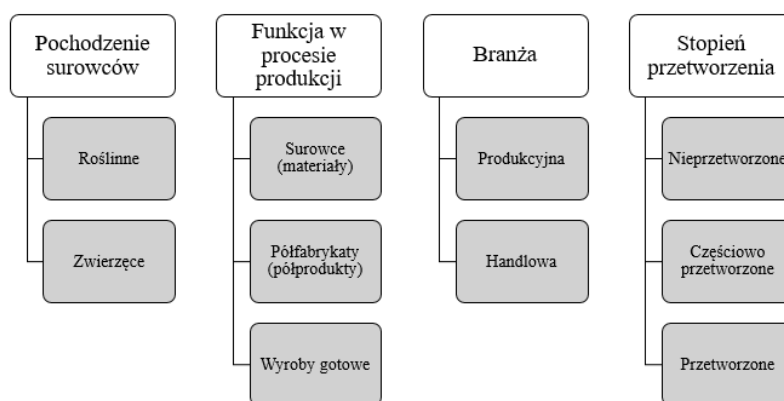 Pochodzenie
surowców
Roślinne
Zwierzęce
Funkcja w
procesie
produkcji
Surowce
(materiały)
Półfabrykaty
(półprodukty)
Wyroby gotowe
Branża
Produkcyjna
Handlowa
Stopień
przetworzenia
Nieprzetworzone
Częściowo
przetworzone
Przetworzone